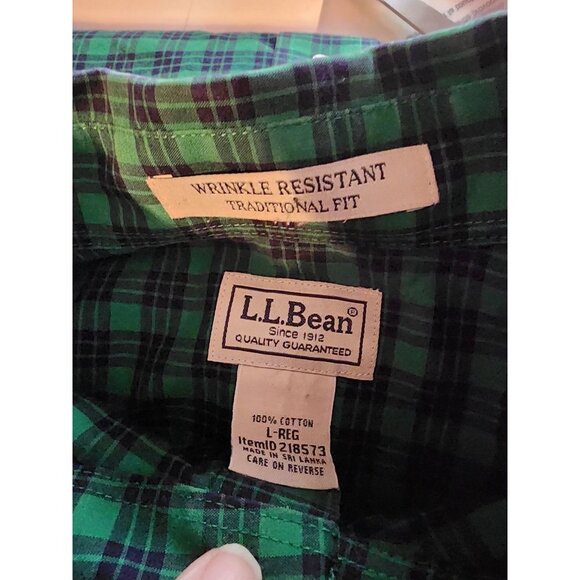 WRINKLE RESISTANT
TRADITIONAL FIT
L.L.Bean®
Since 1912
QUALITY GUARANTEED
100% COTTON
L-REG
ItemID 218573
MADE IN SRI LANKA
CARE ON REVERSE